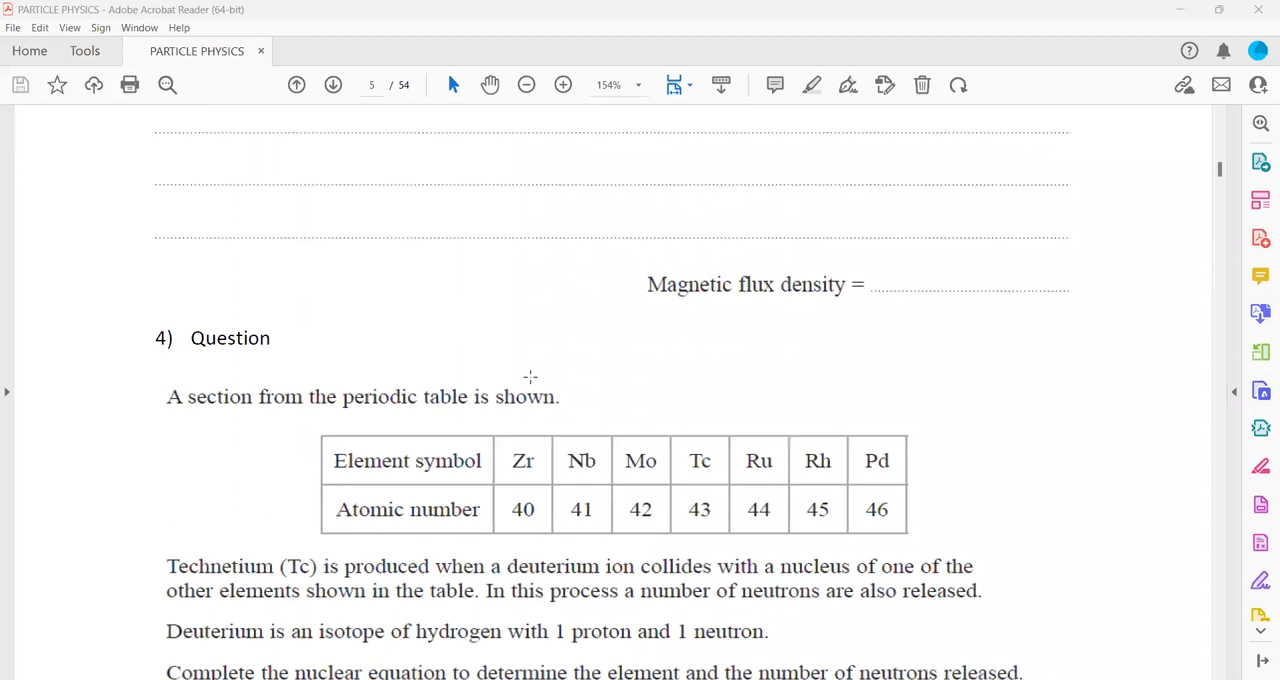 PARTICLE PHYSICS - Adobe Acrobat Reader (64-bit)
File Edit View Sign Window Help
Home Tools PARTICLE PHYSICS ×
5 / 54 154%
Magnetic flux density =
4) Question
A section from the periodic table is shown.
Element symbol Zr Nb Mo Tc Ru Rh Pd
Atomic number 40 41 42 43 44 45 46
Technetium (Tc) is produced when a deuterium ion collides with a nucleus of one of the
other elements shown in the table. In this process a number of neutrons are also released.
Deuterium is an isotope of hydrogen with 1 proton and 1 neutron.
Complete the nuclear equation to determine the element and the number of neutrons released.